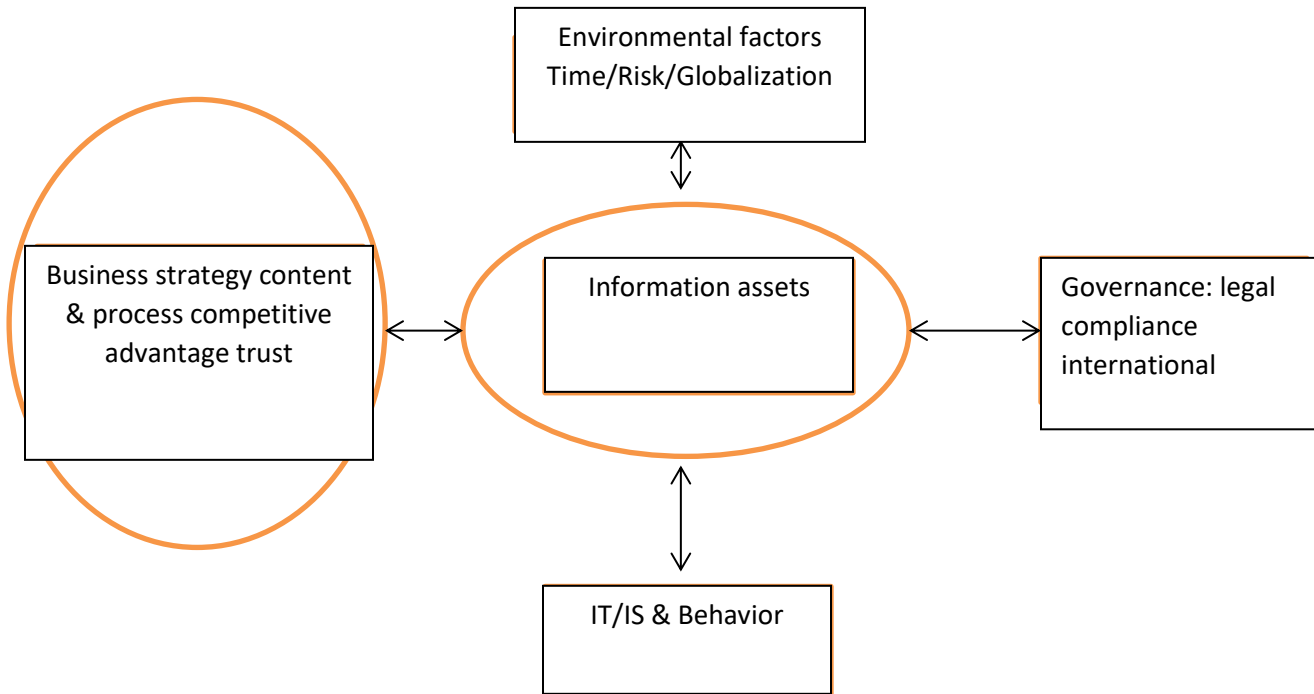 Environmental factors
Time/Risk/Globalization
Business strategy content
& process competitive
advantage trust
Information assets
Governance: legal
compliance
international
IT/IS & Behavior